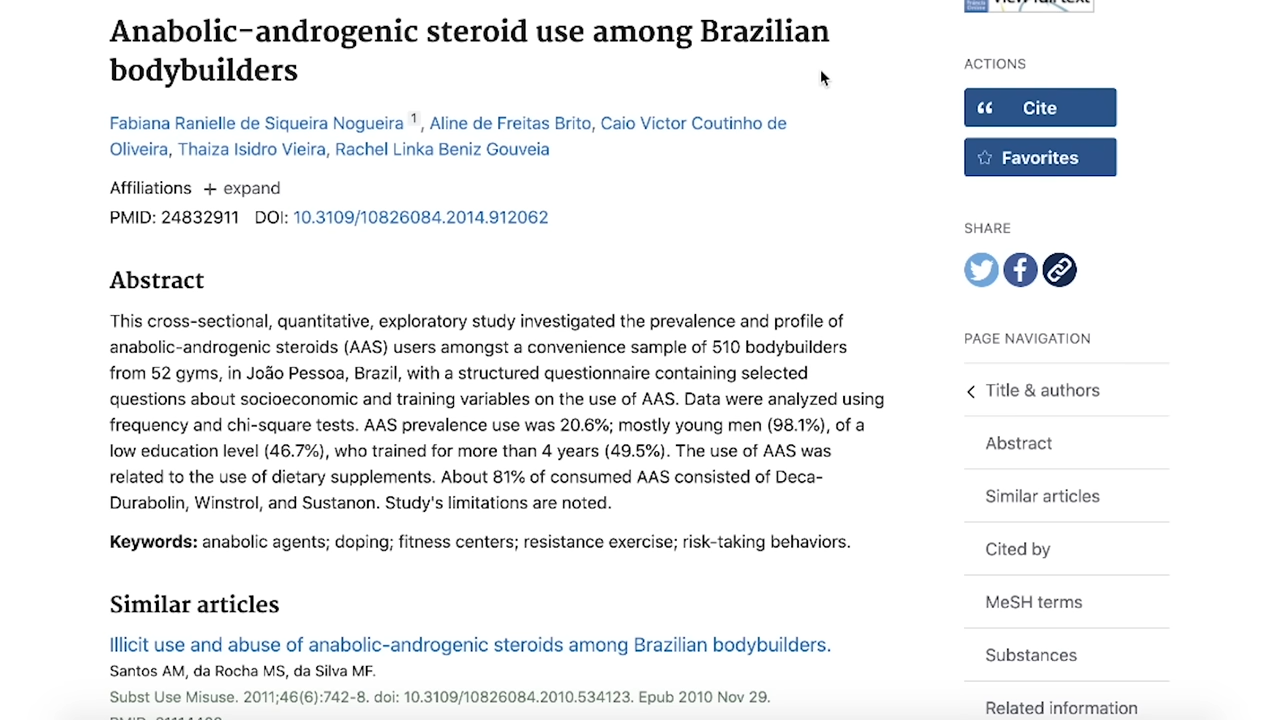 Anabolic-androgenic steroid use among Brazilian
bodybuilders
Fabiana Ranielle de Siqueira Nogueira 1, Aline de Freitas Brito, Caio Victor Coutinho de
Oliveira, Thaiza Isidro Vieira, Rachel Linka Beniz Gouveia
Affiliations + expand
PMID: 24832911 DOI: 10.3109/10826084.2014.912062
Abstract
This cross-sectional, quantitative, exploratory study investigated the prevalence and profile of
anabolic-androgenic steroids (AAS) users amongst a convenience sample of 510 bodybuilders
from 52 gyms, in João Pessoa, Brazil, with a structured questionnaire containing selected
questions about socioeconomic and training variables on the use of AAS. Data were analyzed using
frequency and chi-square tests. AAS prevalence use was 20.6%; mostly young men (98.1%), of a
low education level (46.7%), who trained for more than 4 years (49.5%). The use of AAS was
related to the use of dietary supplements. About 81% of consumed AAS consisted of Deca-
Durabolin, Winstrol, and Sustanon. Study's limitations are noted.
Keywords: anabolic agents; doping; fitness centers; resistance exercise; risk-taking behaviors.
Similar articles
Illicit use and abuse of anabolic-androgenic steroids among Brazilian bodybuilders.
Santos AM, da Rocha MS, da Silva MF.
Subst Use Misuse. 2011;46(6):742-8. doi: 10.3109/10826084.2010.534123. Epub 2010 Nov 29.
View full text
ACTIONS
Cite
Favorites
SHARE
PAGE NAVIGATION
Title & authors
Abstract
Similar articles
Cited by
MeSH terms
Substances
Related information